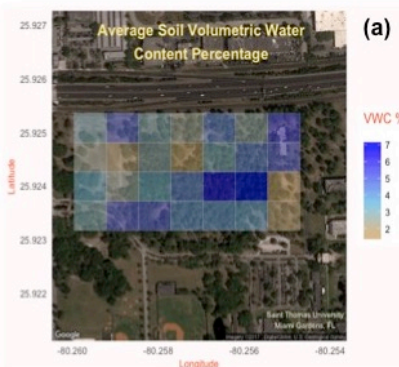 (a)
Average Soil Volumetric Water
Content Percentage
25.927
25.926
25.925
25.924
25.923
25.922
Latitude
VWC %
7
6
5
4
3
2
Saint Thomas University
Miami Gardens, FL
Google
-80.260
-80.258
-80.256
-80.254
Longitude